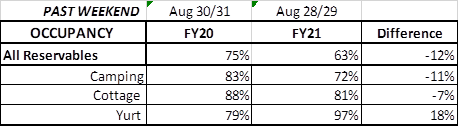 PAST WEEKEND Aug 30/31 Aug 28/29
OCCUPANCY FY20 FY21 Difference
All Reservables 75% 63% -12%
Camping 83% 72% -11%
Cottage 88% 81% -7%
Yurt 79% 97% 18%